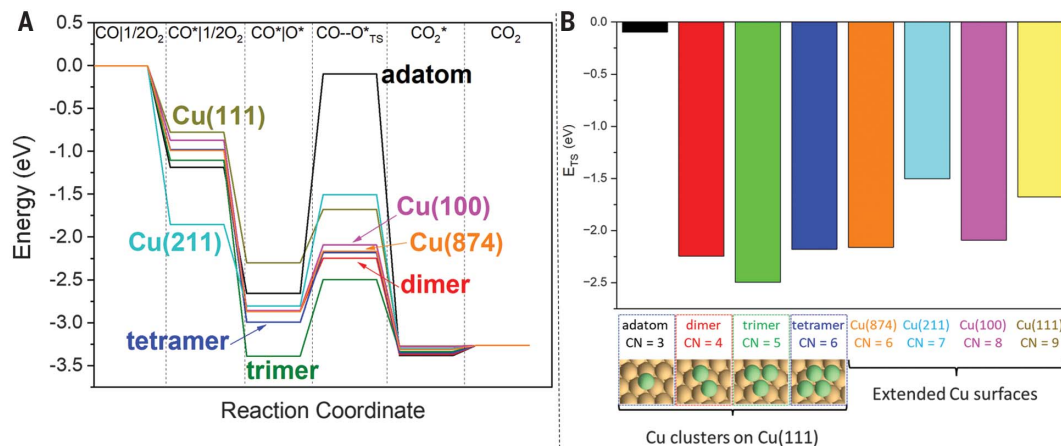 A
CO|1/2O₂ CO*|1/2O₂ CO*|O* CO--O*TS CO₂* CO₂
0.0
-0.5
-1.0
-1.5
-2.0
-2.5
-3.0
-3.5
Energy (eV)
adatom
Cu(111)
Cu(100)
Cu(211)
Cu(874)
dimer
tetramer
trimer
Reaction Coordinate
B
0.0
-0.5
-1.0
-1.5
-2.0
-2.5
E_TS (eV)
adatom dimer trimer tetramer Cu(874) Cu(211) Cu(100) Cu(111)
CN = 3 CN = 4 CN = 5 CN = 6 CN = 6 CN = 7 CN = 8 CN = 9
Extended Cu surfaces
Cu clusters on Cu(111)